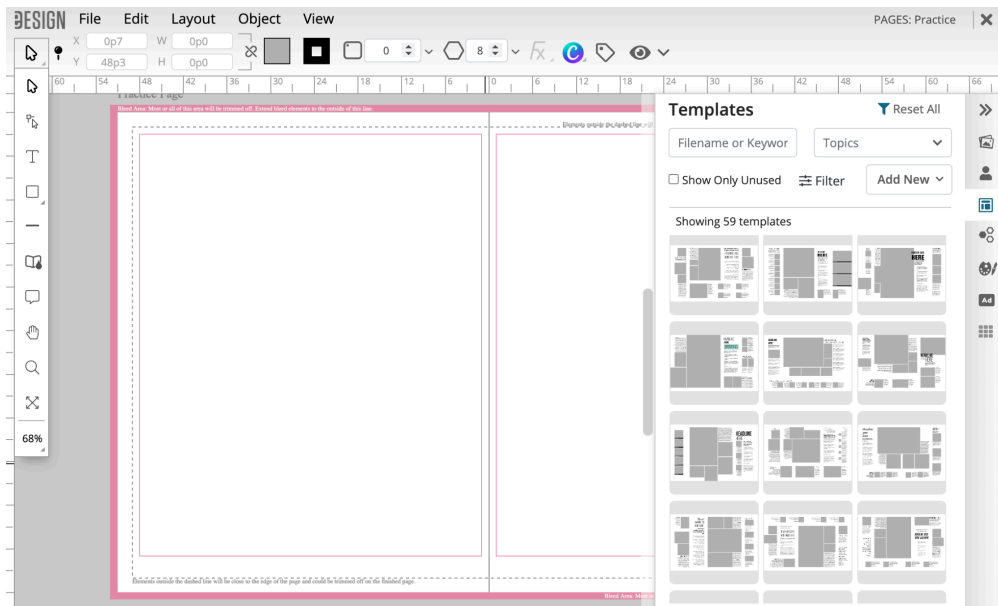 DESIGN File Edit Layout Object View PAGES: Practice
X 0p7 W 0p0
0 8
Y 48p3 H 0p0
60 54 48 42 36 30 24 18 12 6 0 6 12 18 24 30 36 42 48 54 60 66
Practice Page
Bleed Area: Most or all of this area will be trimmed off. Extend bleed elements to the outside of this line.
Elements outside the dashed line will
Templates
Reset All
Filename or Keywor
Topics
Show Only Unused
Filter
Add New
Showing 59 templates
HERE
HERE
HEADLINE
T
Ad
68%
Elements outside the dashed line will be close to the edge of the page and could be trimmed off on the finished page.
Bleed Area: Most